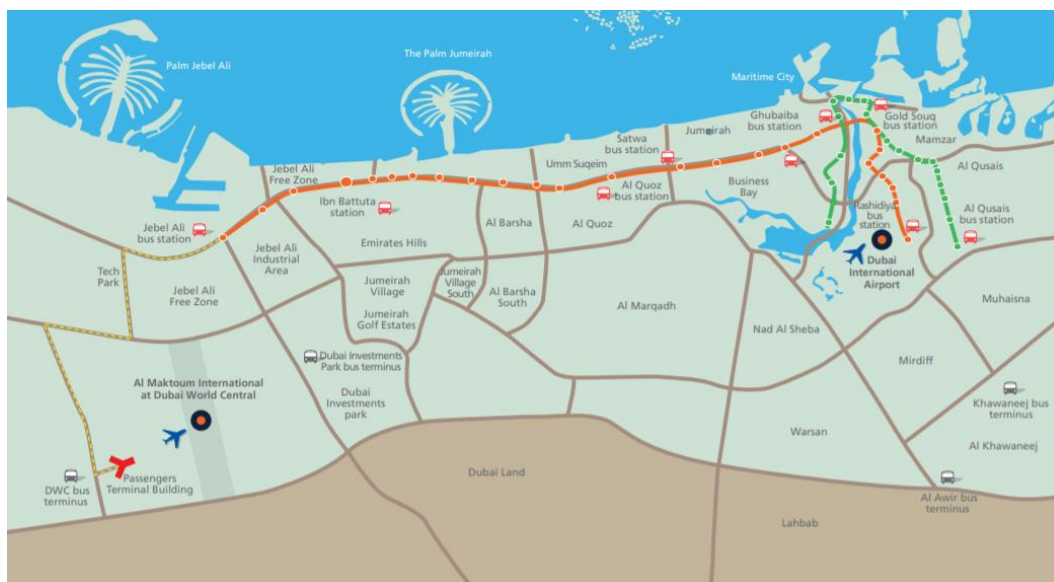 Palm Jebel Ali
The Palm Jumeirah
Maritime City
Ghubaiba
bus station
Gold Souq
bus station
Mamzar
Jumeirah
Satwa
bus station
Umm Suqeim
Al Qusais
Jebel Ali
Free Zone
Ibn Battuta
station
Al Quoz
bus station
Business
Bay
Rashidiya
bus
station
Al Qusais
bus station
Jebel Ali
bus station
Al Barsha
Al Quoz
Emirates Hills
Jebel Ali
Industrial
Area
Dubai
International
Airport
Tech
Park
Jebel Ali
Free Zone
Jumeirah
Village
Jumeirah
Village
South
Al Barsha
South
Al Marqadh
Muhaisna
Jumeirah
Golf Estates
Nad Al Sheba
Dubai Investments
Park bus terminus
Mirdiff
Al Maktoum International
at Dubai World Central
Dubai
Investments
park
Khawaneej bus
terminus
Warsan
Al Khawaneej
Dubai Land
Passengers
Terminal Building
DWC bus
terminus
Al Awir bus
terminus
Lahbab